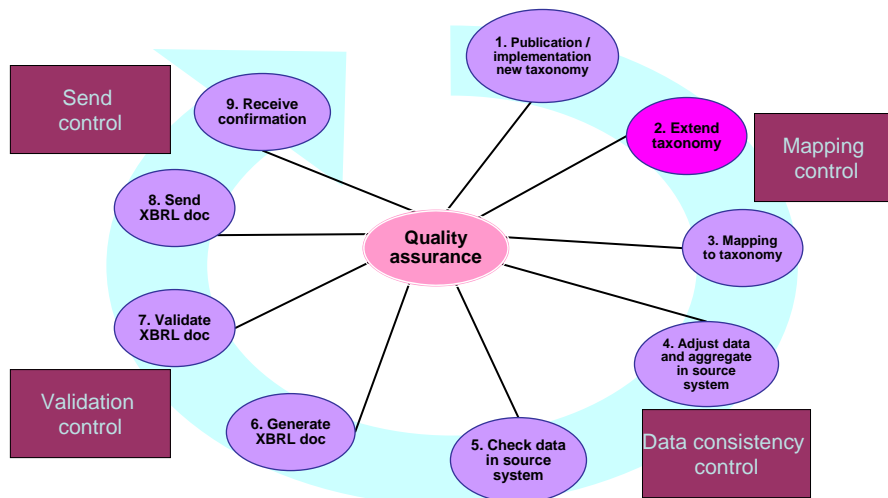 1. Publication /
implementation
new taxonomy
2. Extend
taxonomy
Mapping
control
3. Mapping
to taxonomy
4. Adjust data
and aggregate in
source system
Data consistency
control
5. Check data
in source
system
6. Generate
XBRL doc
Validation
control
7. Validate
XBRL doc
8. Send
XBRL doc
Send
control
9. Receive
confirmation
Quality
assurance